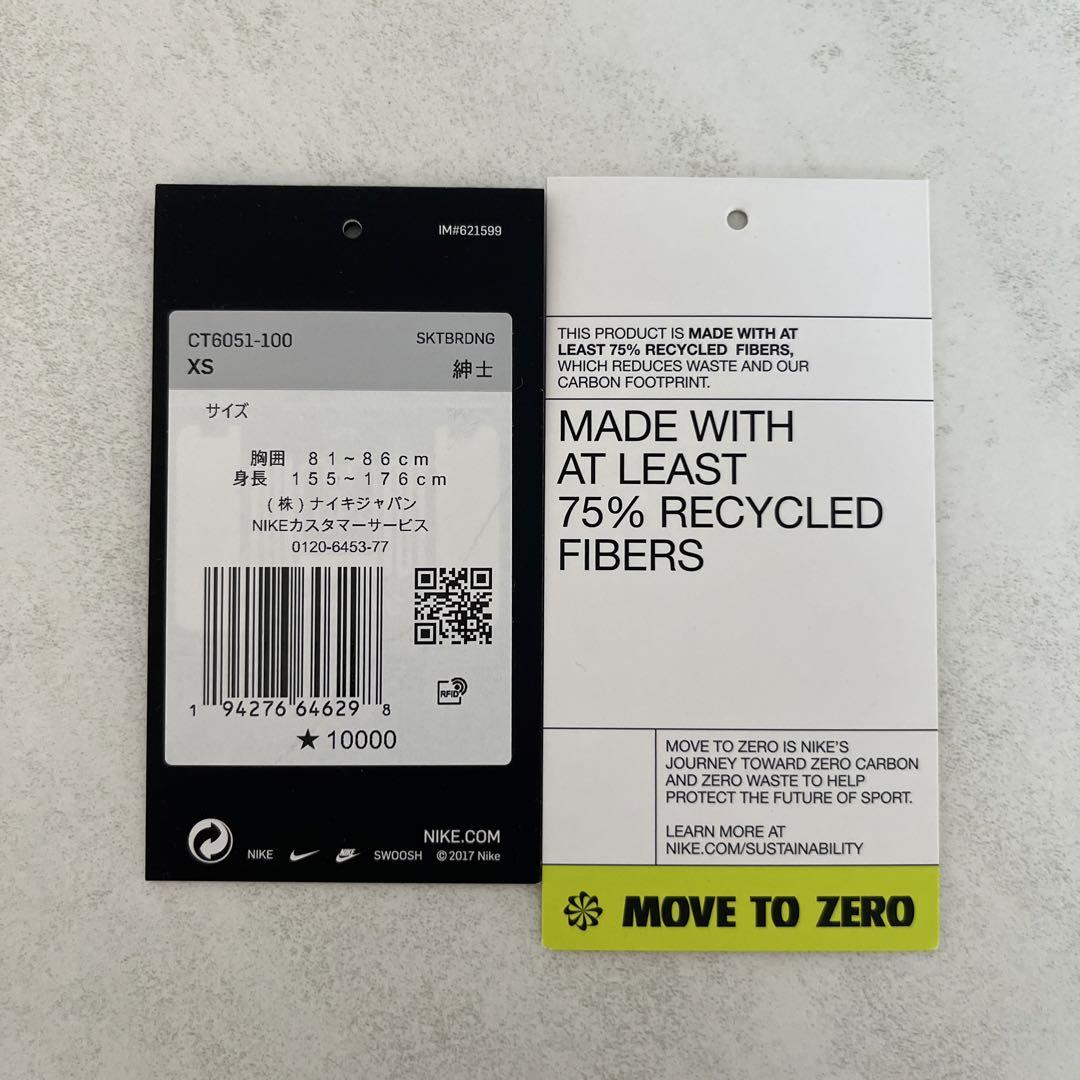 IM#621599
CT6051-100 SKTBRDNG
XS 紳士
サイズ
胸囲 81~86cm
身長 155~176cm
(株)ナイキジャパン
NIKEカスタマーサービス
0120-6453-77
RFID
1 94276 64629 8
★10000
NIKE.COM
NIKE NIKE SWOOSH ©2017 Nike
THIS PRODUCT IS MADE WITH AT
LEAST 75% RECYCLED FIBERS,
WHICH REDUCES WASTE AND OUR
CARBON FOOTPRINT.
MADE WITH
AT LEAST
75% RECYCLED
FIBERS
MOVE TO ZERO IS NIKE'S
JOURNEY TOWARD ZERO CARBON
AND ZERO WASTE TO HELP
PROTECT THE FUTURE OF SPORT.
LEARN MORE AT
NIKE.COM/SUSTAINABILITY
MOVE TO ZERO